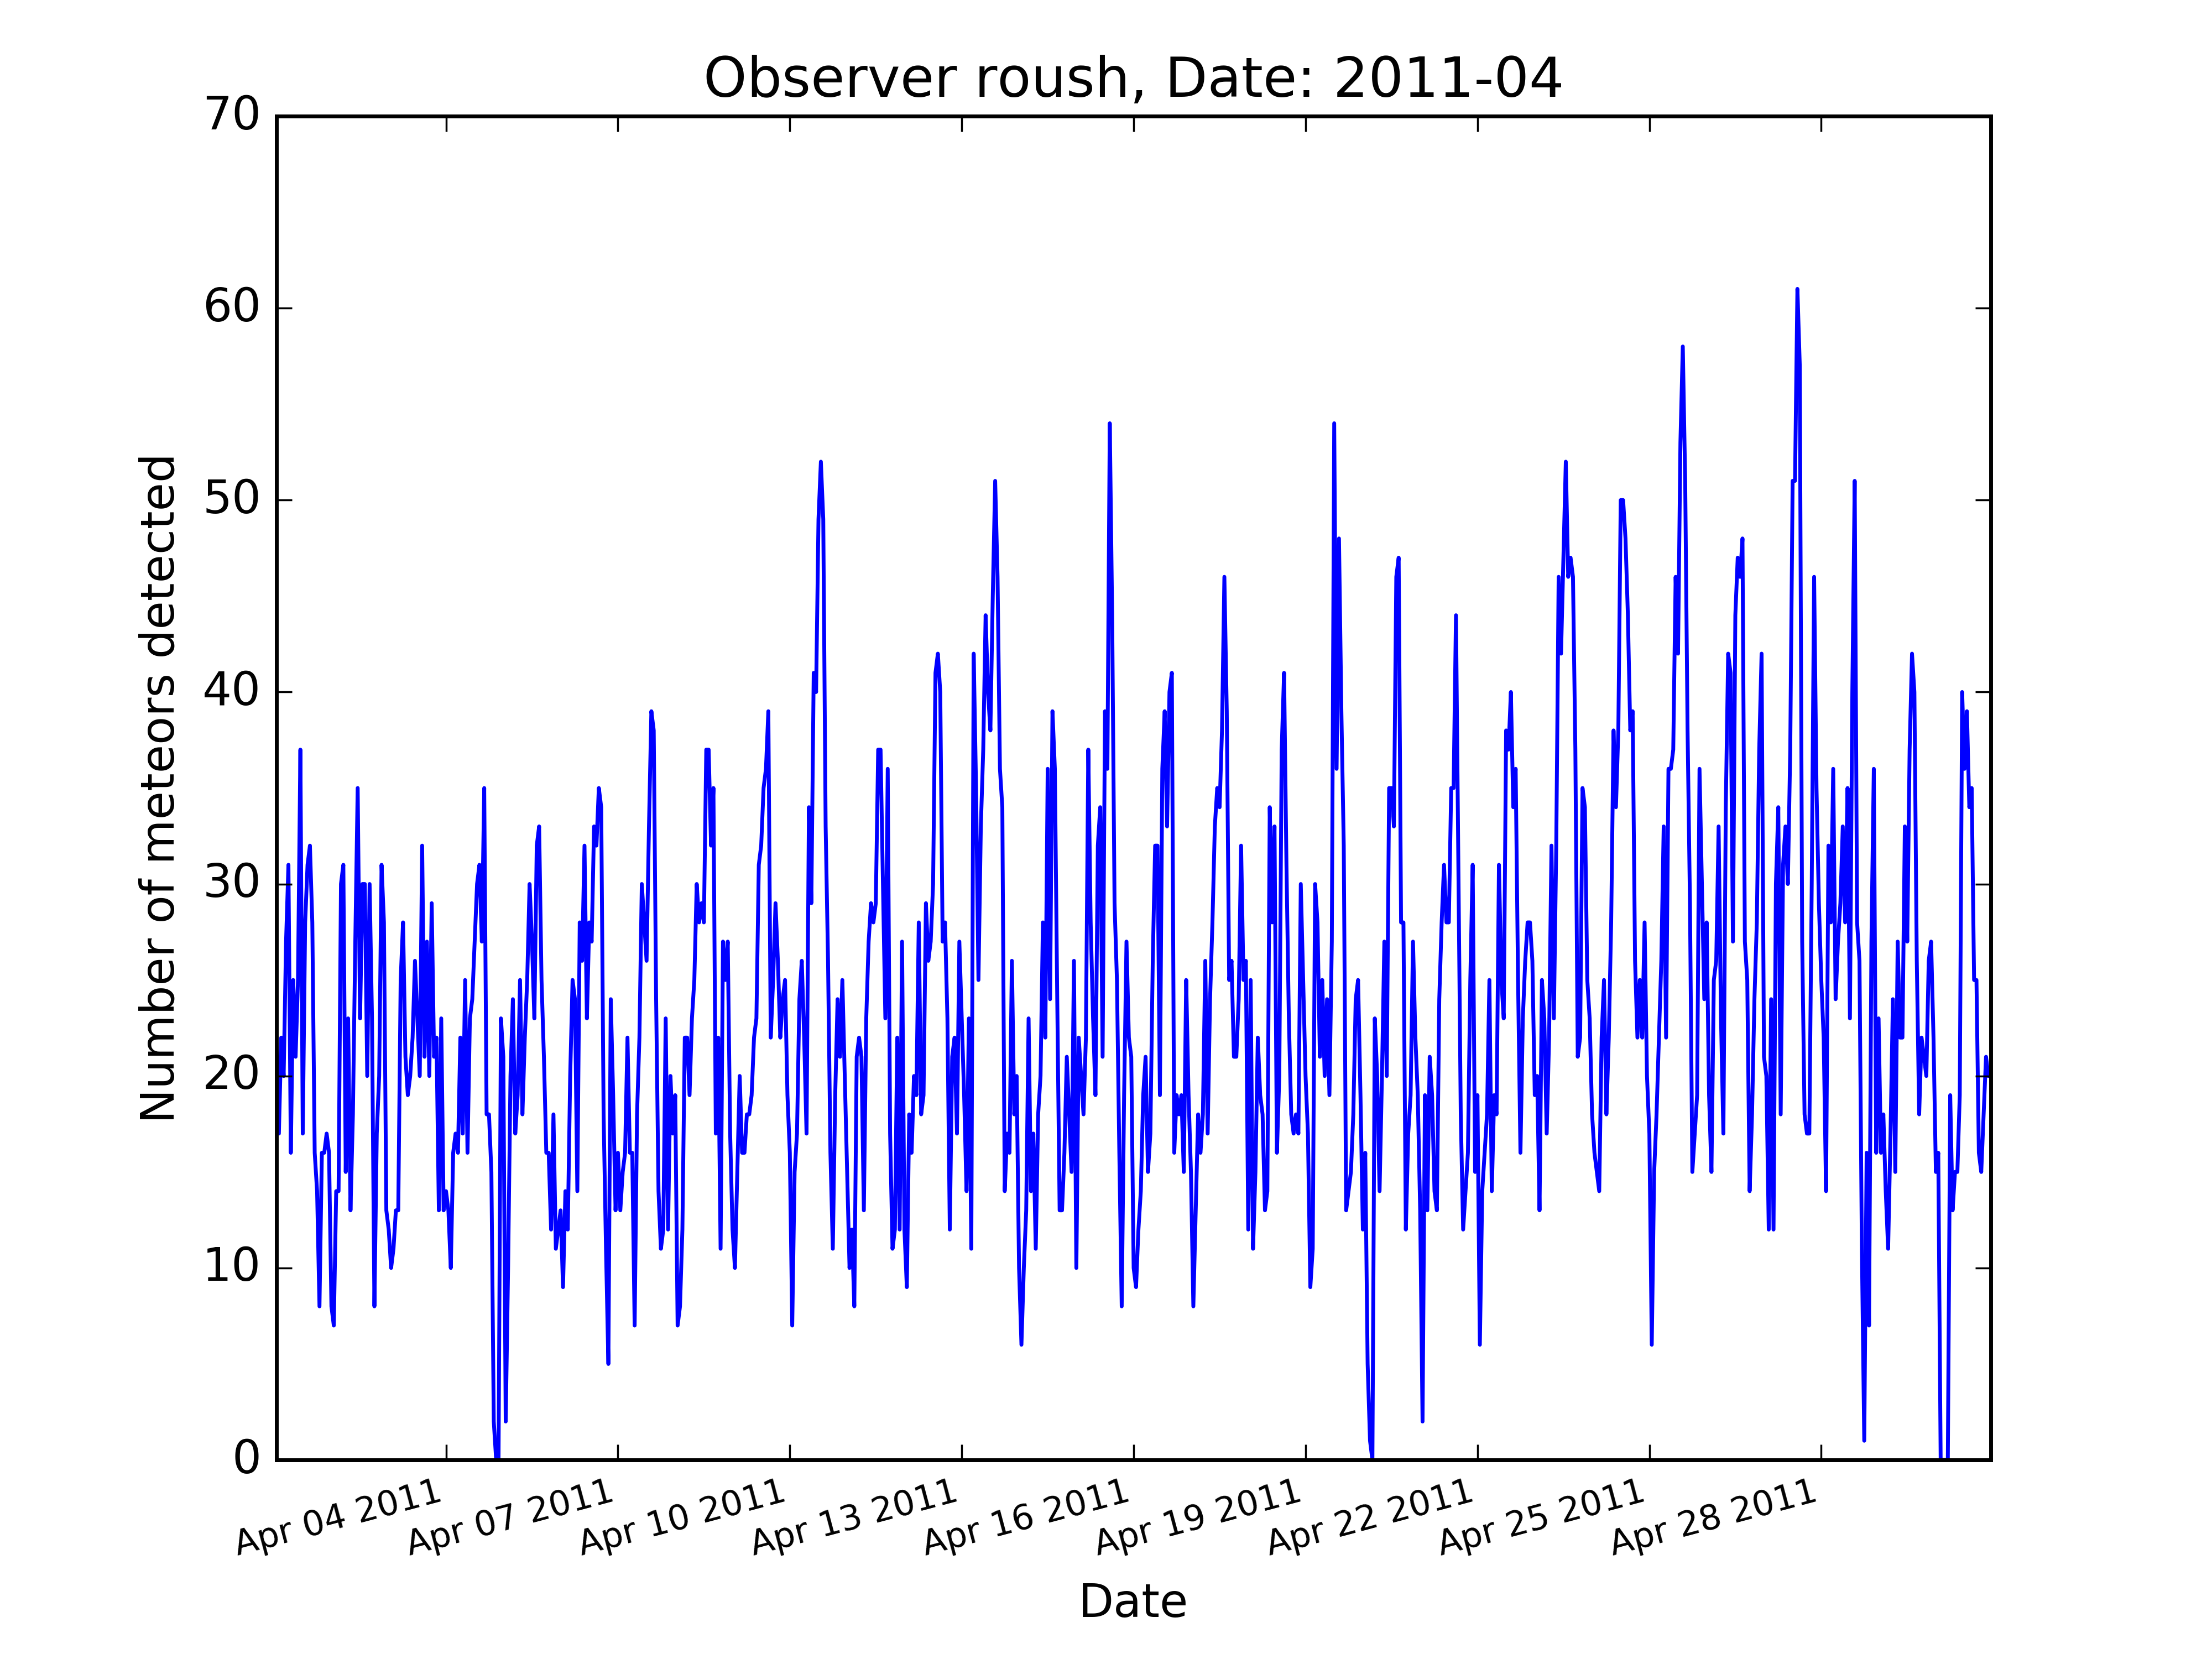 Observer roush, Date: 2011-04
70
60
50
40
30
20
10
0
Number of meteors detected
Apr 04 2011
Apr 07 2011
Apr 10 2011
Apr 13 2011
Apr 16 2011
Apr 19 2011
Apr 22 2011
Apr 25 2011
Apr 28 2011
Date